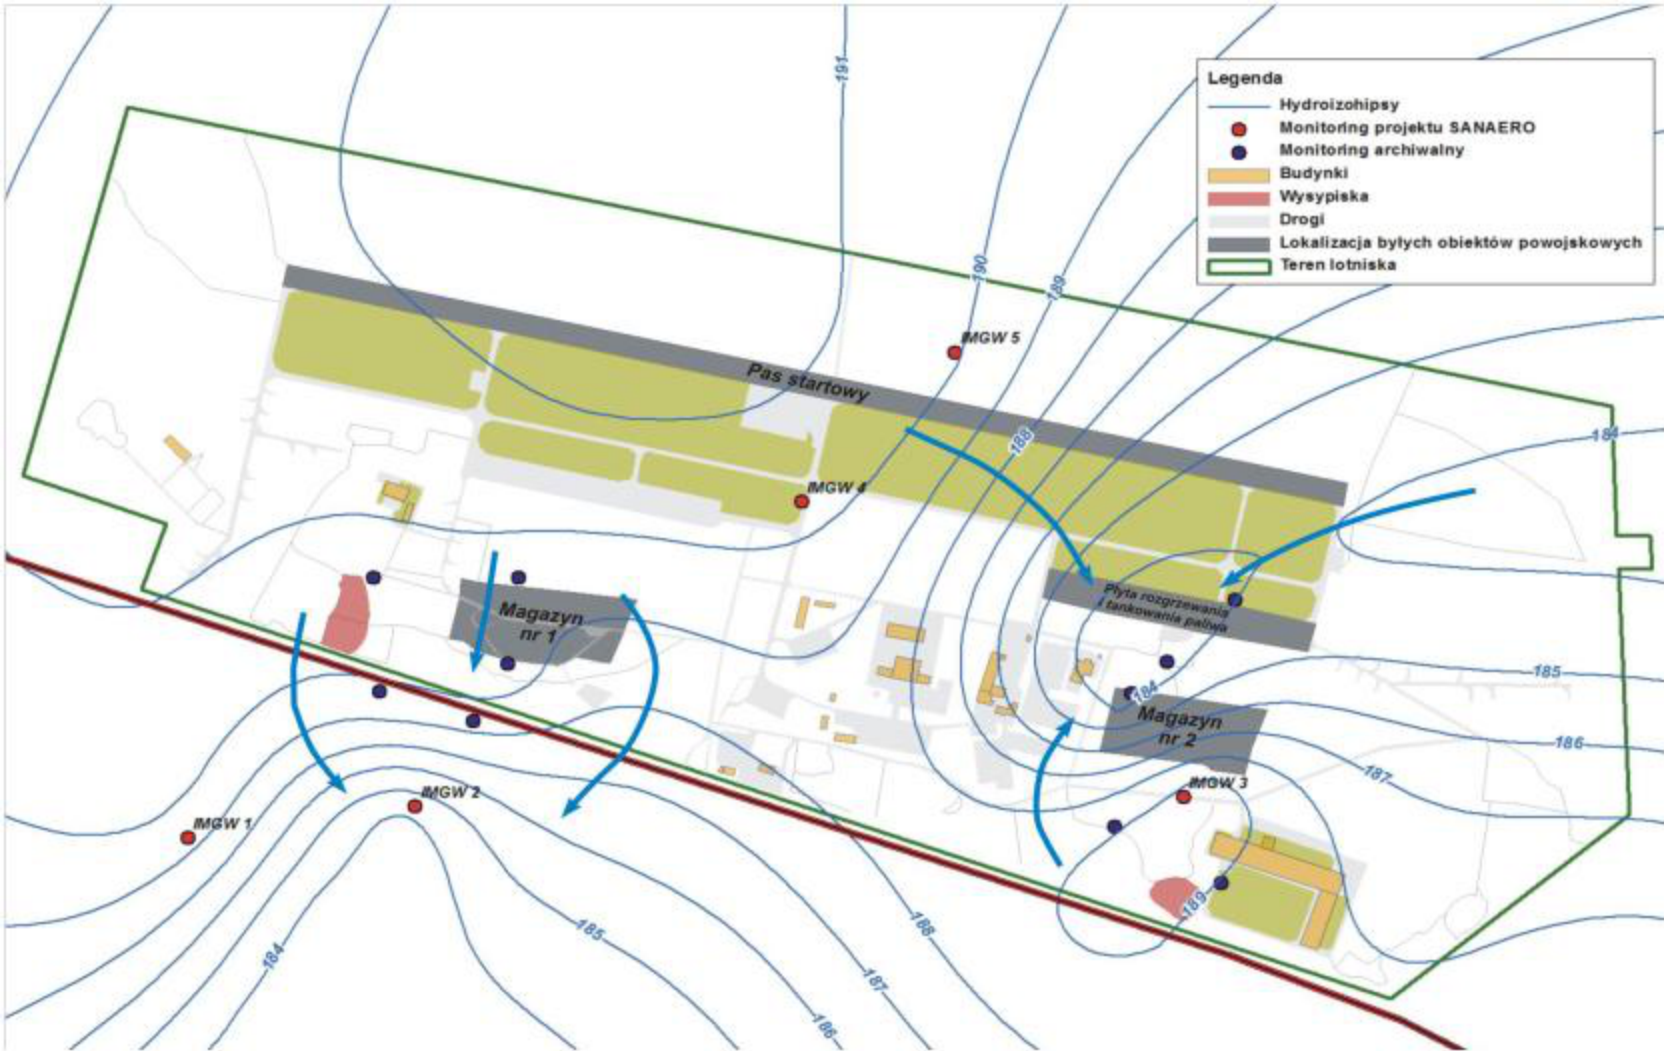 191
Legenda
Hydroizohipsy
Monitoring projektu SANAERO
Monitoring archiwalny
Budynki
Wysypiska
Drogi
Lokalizacja byłych obiektów powojskowych
Teren lotniska
190
189
IMGW 5
Pas startowy
188
184
IMGW 4
Płyta rozgrzewania
i tankowania paliwa
Magazyn
nr 1
185
184
Magazyn
nr 2
186
187
IMGW 3
IMGW 2
IMGW 1
189
188
185
184
187
186